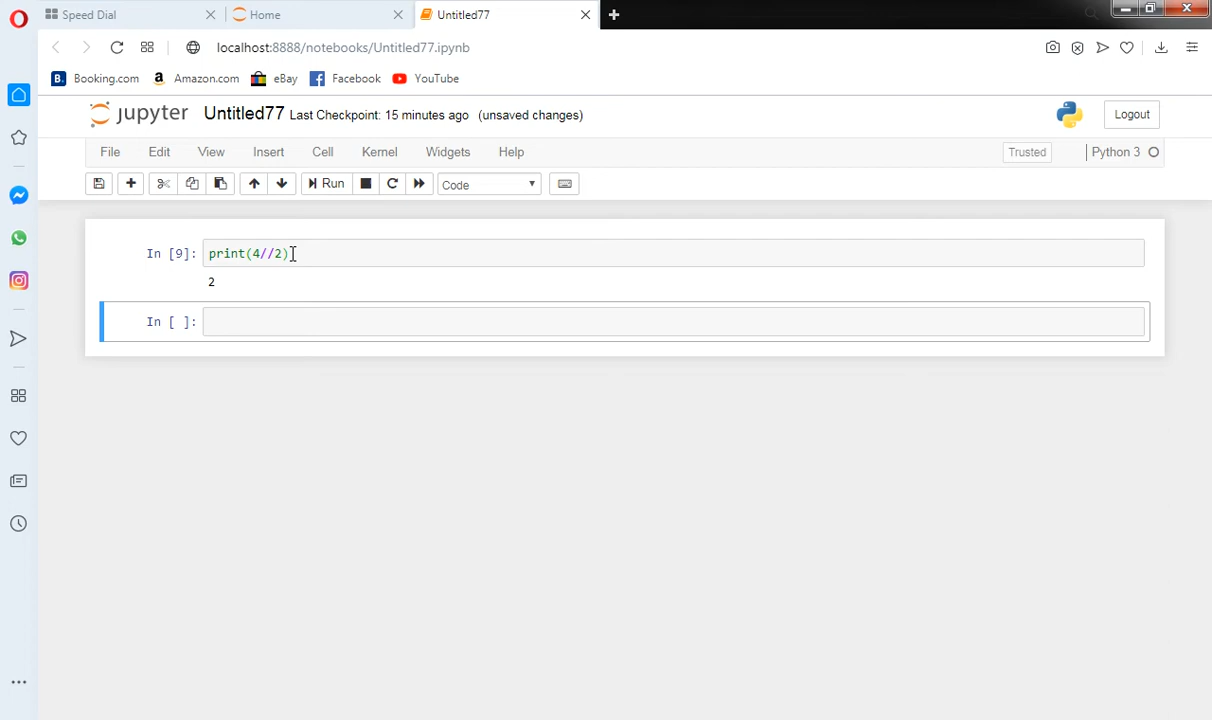 Speed Dial
Home
Untitled77
localhost:8888/notebooks/Untitled77.ipynb
B. Booking.com
a Amazon.com
eBay
f Facebook
YouTube
jupyter Untitled77 Last Checkpoint: 15 minutes ago (unsaved changes)
Logout
File Edit View Insert Cell Kernel Widgets Help
Trusted
Python 3
Run
Code
In [9]: print(4//2)
2
In [ ]: